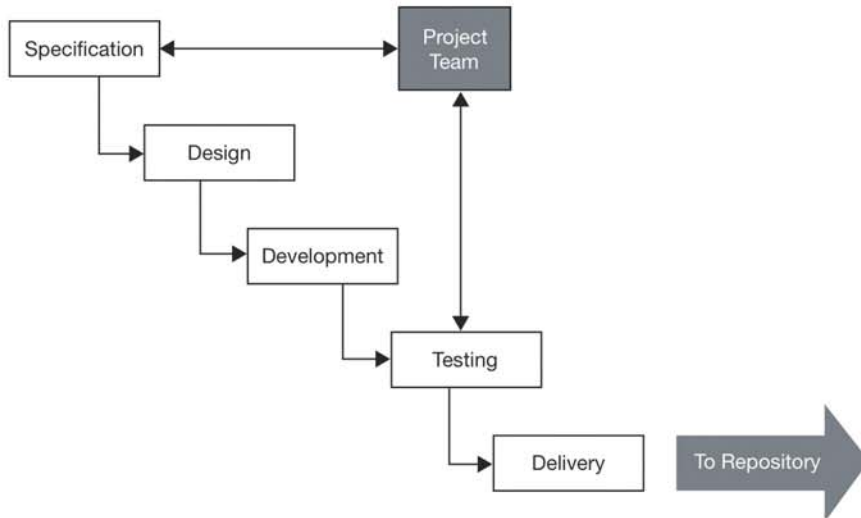 Specification
Project
Team
Design
Development
Testing
Delivery
To Repository